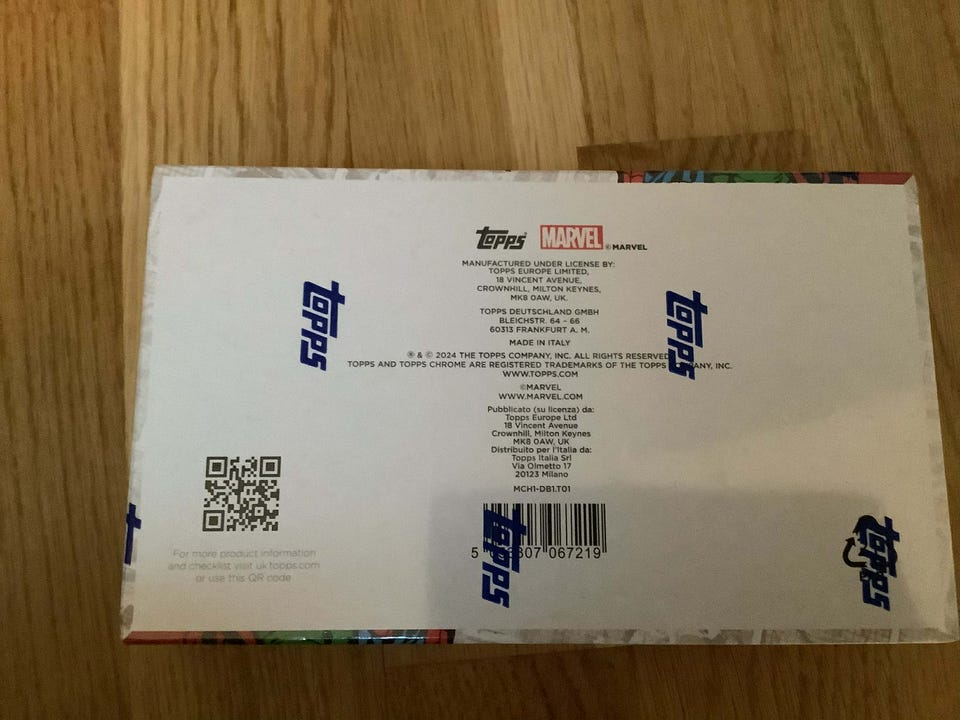 Topps MARVEL ©MARVEL
MANUFACTURED UNDER LICENSE BY:
TOPPS EUROPE LIMITED,
18 VINCENT AVENUE,
CROWNHILL, MILTON KEYNES,
MK8 0AW, UK.
TOPPS DEUTSCHLAND GMBH
BLEICHSTR. 64 - 66
60313 FRANKFURT A. M.
MADE IN ITALY
® & © 2024 THE TOPPS COMPANY, INC. ALL RIGHTS RESERVED
TOPPS AND TOPPS CHROME ARE REGISTERED TRADEMARKS OF THE TOPPS ANY, INC.
WWW.TOPPS.COM
©MARVEL
WWW.MARVEL.COM
Pubblicato (su licenza) da:
Topps Europe Ltd
18 Vincent Avenue
Crownhill, Milton Keynes
MK8 0AW, UK
Distribuito per l'Italia da:
Topps Italia Srl
Via Olmetto 17
20123 Milano
MCH1-DB1.T01
5 307 067219
For more product information
and checklist visit uk.topps.com
or use this QR code
Topps
Topps
Topps
Topps